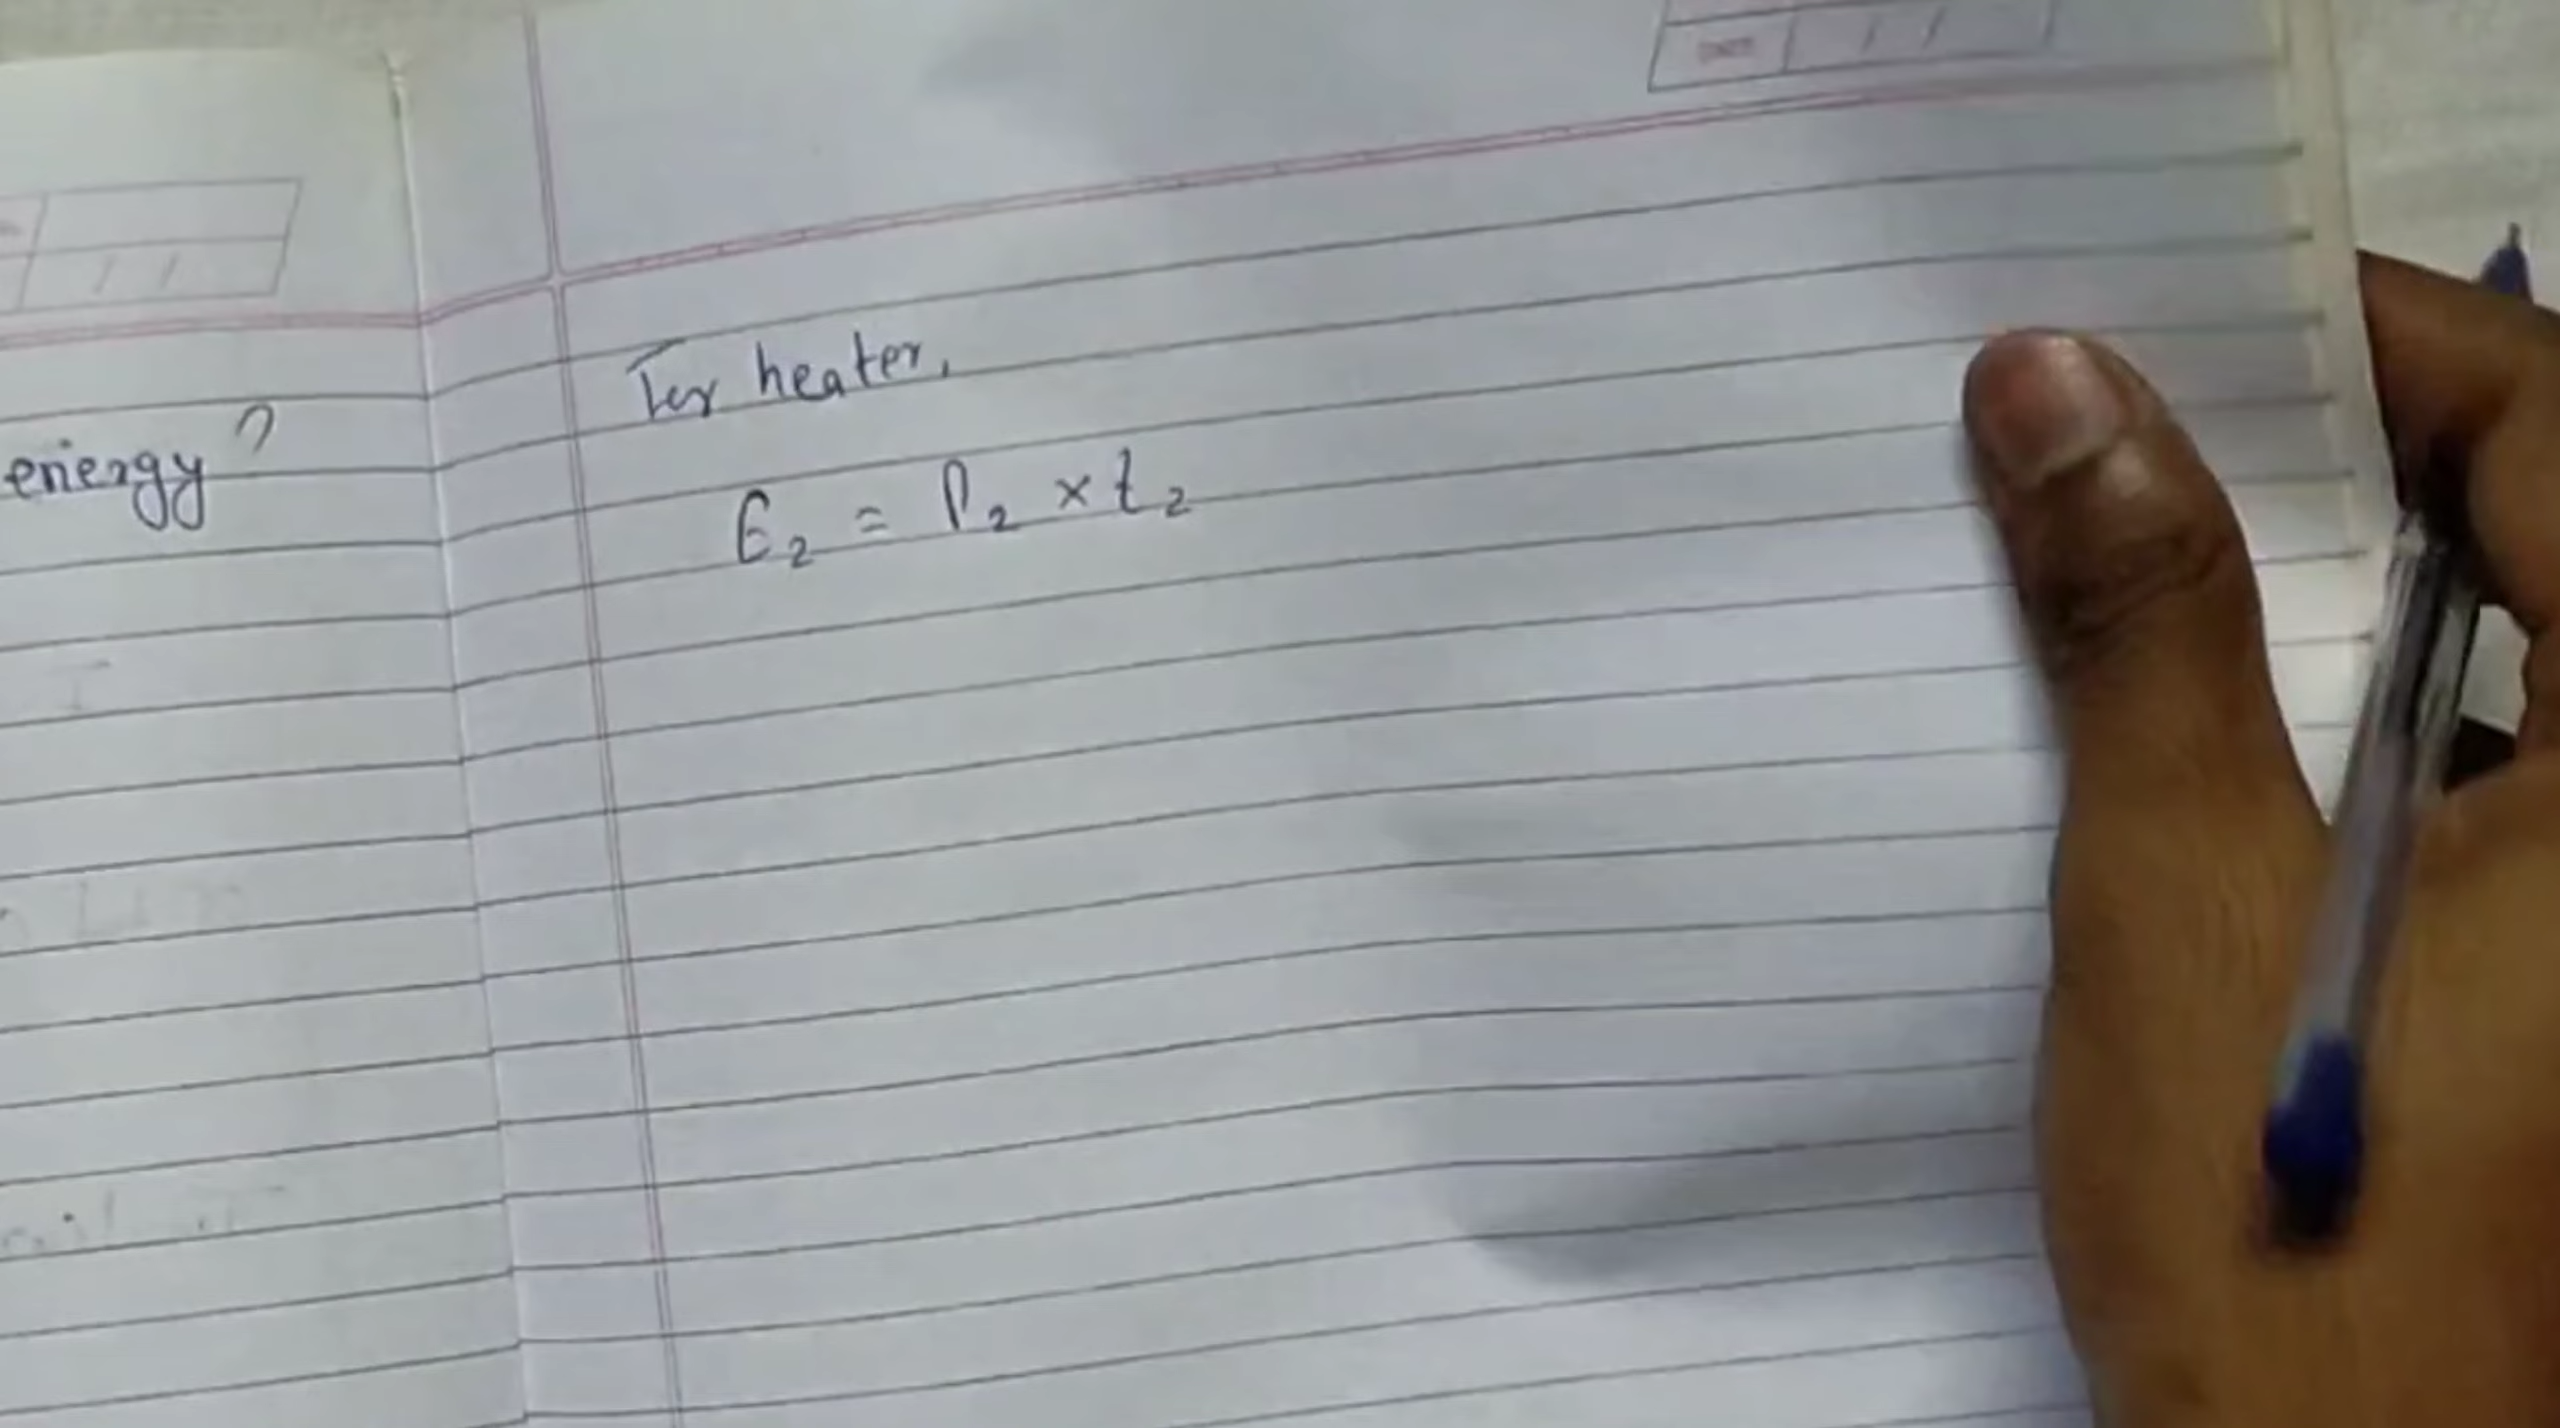 energy?
For heater,
E₂ = P₂ × t₂